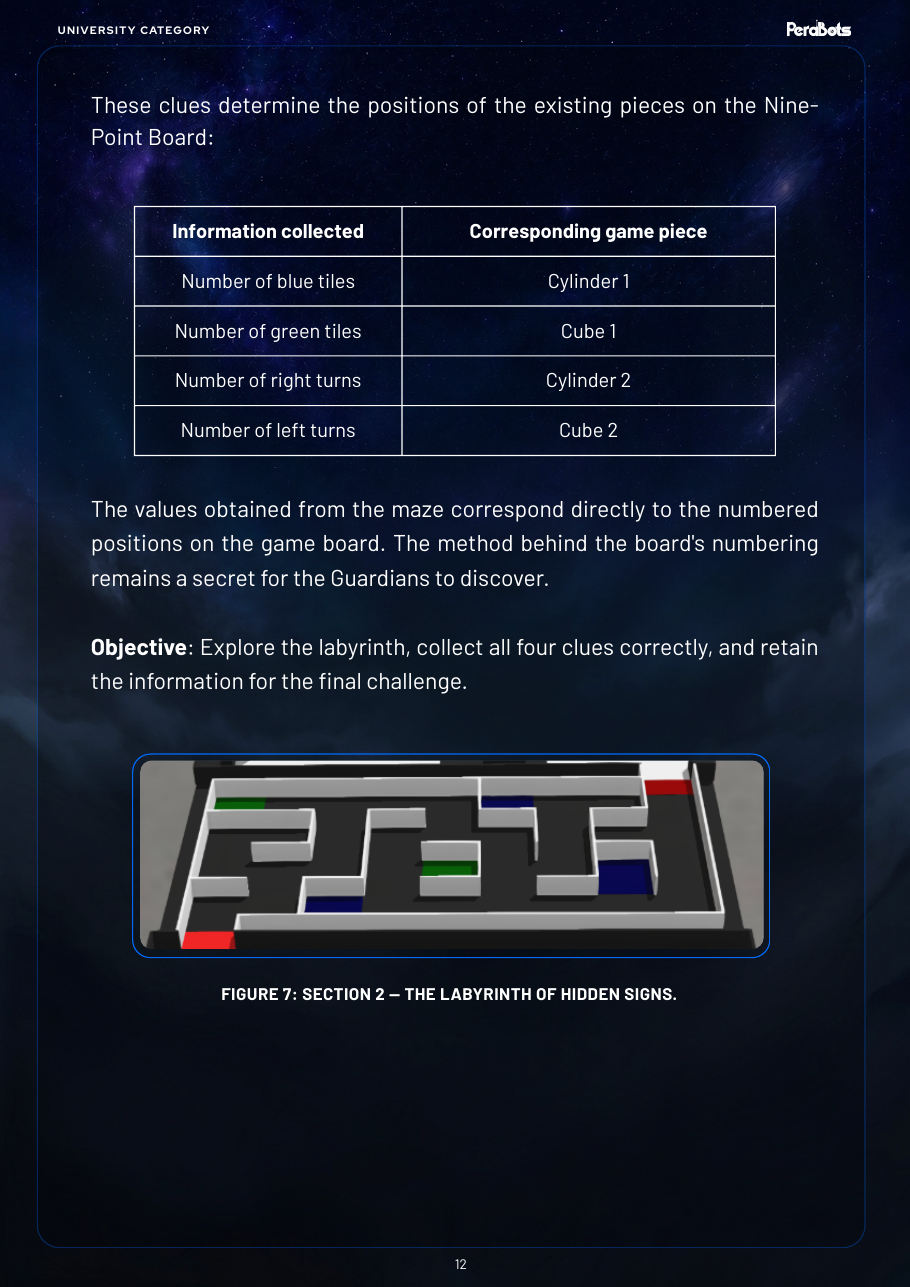 UNIVERSITY CATEGORY
PeraBots
These clues determine the positions of the existing pieces on the Nine-
Point Board:
Information collected
Corresponding game piece
Number of blue tiles
Cylinder 1
Number of green tiles
Cube 1
Number of right turns
Cylinder 2
Number of left turns
Cube 2
The values obtained from the maze correspond directly to the numbered
positions on the game board. The method behind the board's numbering
remains a secret for the Guardians to discover.
Objective: Explore the labyrinth, collect all four clues correctly, and retain
the information for the final challenge.
FIGURE 7: SECTION 2 – THE LABYRINTH OF HIDDEN SIGNS.
12